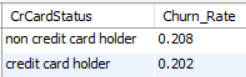 CrCardStatus Churn_Rate
non credit card holder 0.208
credit card holder 0.202